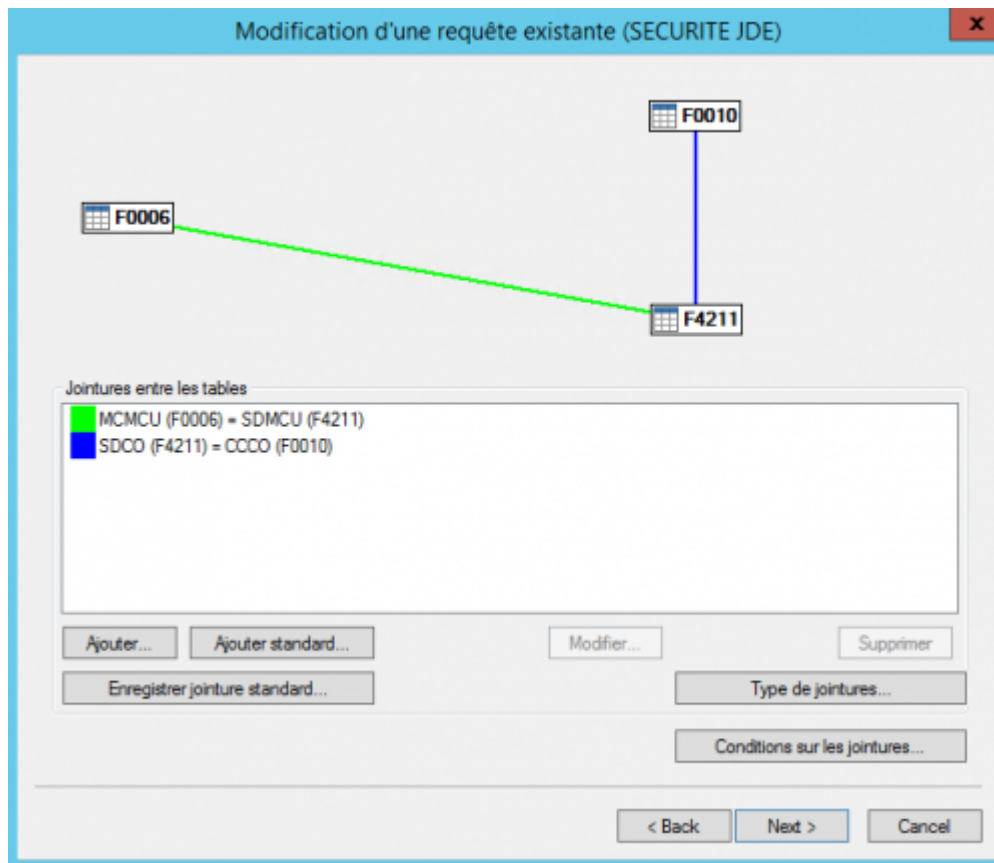 Modification d'une requête existante (SECURITE JDE)
x
F0010
F0006
F4211
Jointures entre les tables
MCMCU (F0006) = SDMCU (F4211)
SDCO (F4211) = CCCO (F0010)
Ajouter...
Ajouter standard...
Modifier...
Supprimer
Enregistrer jointure standard...
Type de jointures...
Conditions sur les jointures...
< Back
Next >
Cancel